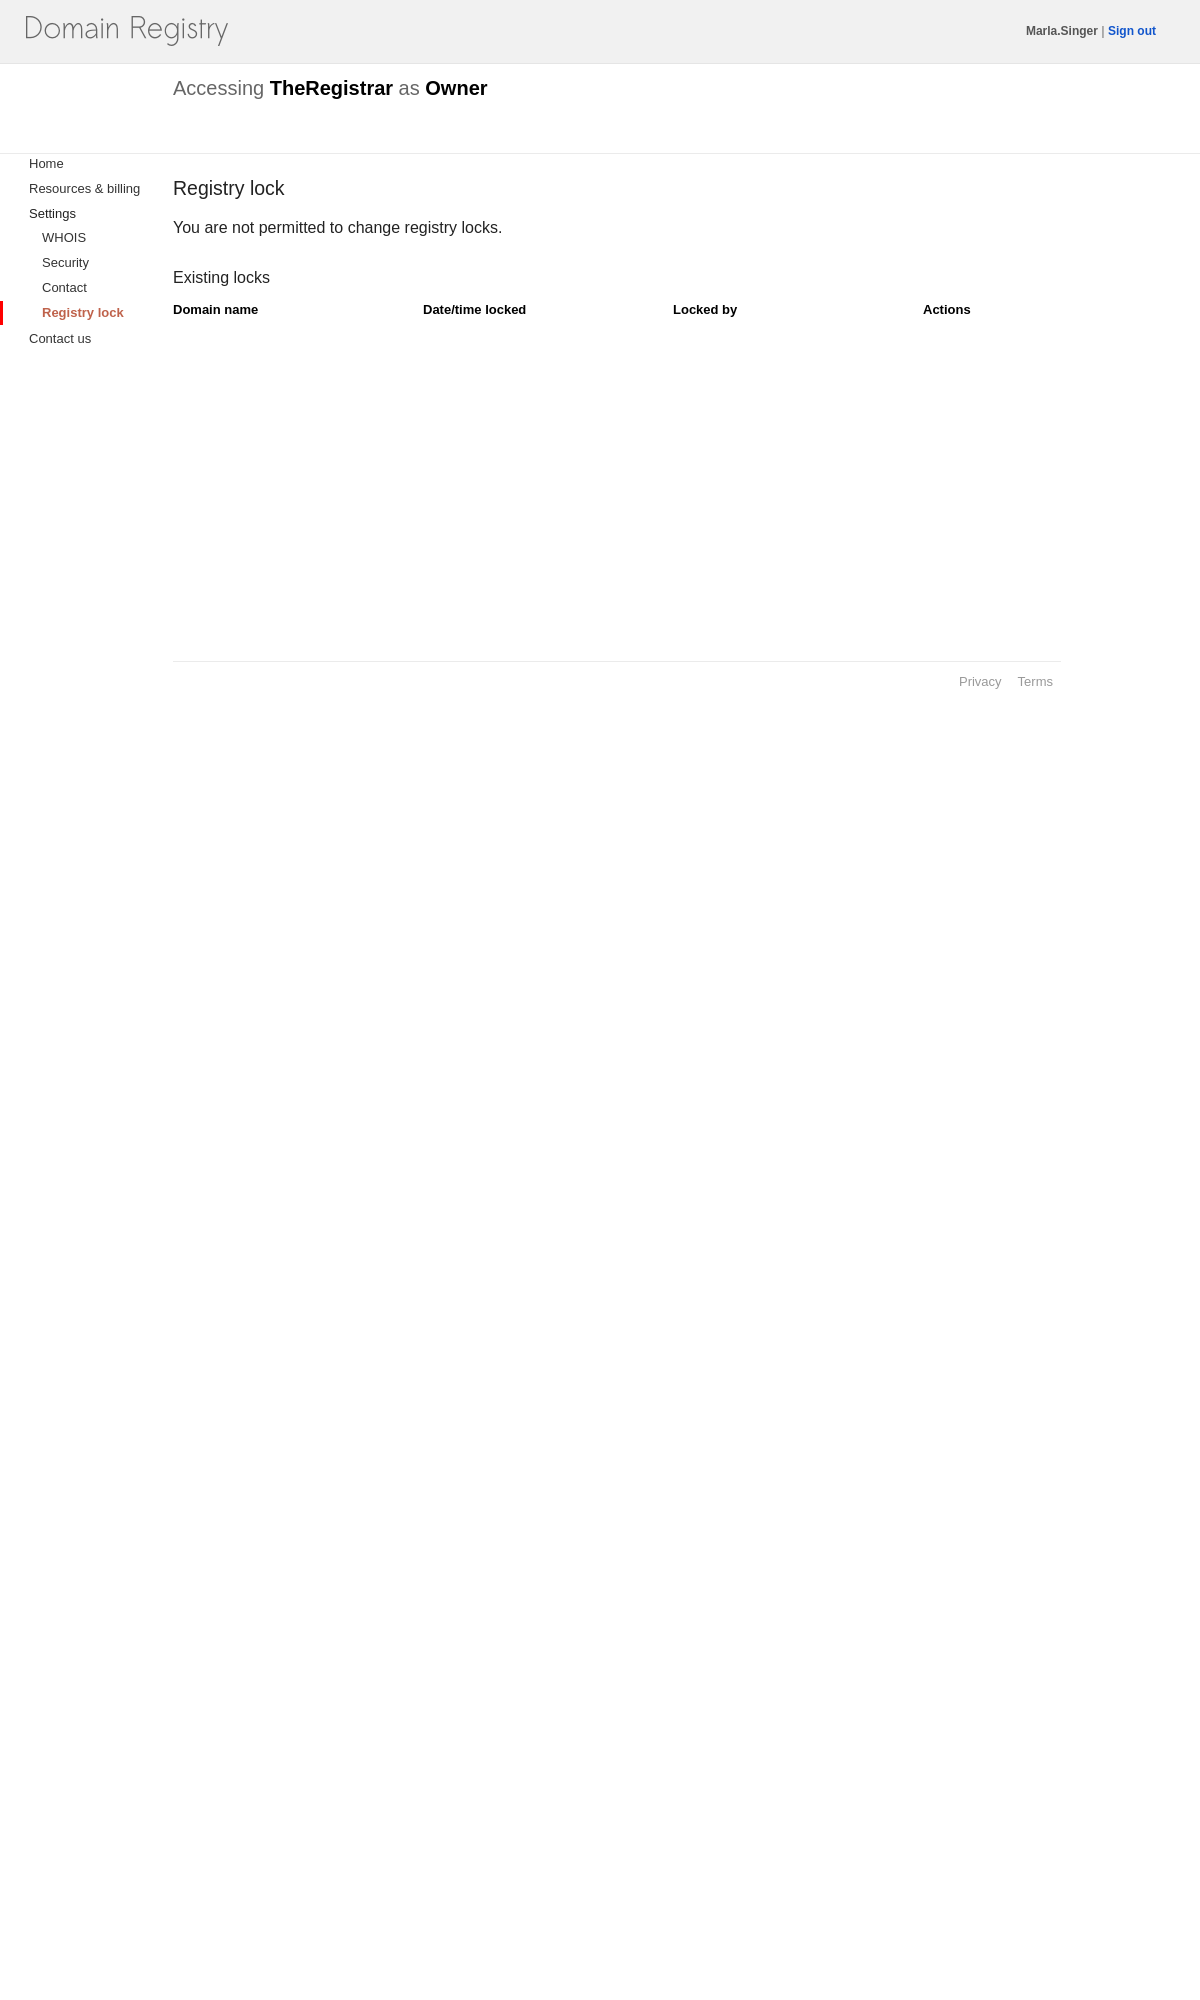 Domain Registry
Marla.Singer | Sign out
Accessing TheRegistrar as Owner
Home
Resources & billing
Settings
WHOIS
Security
Contact
Registry lock
Contact us
Registry lock
You are not permitted to change registry locks.
Existing locks
Domain name Date/time locked Locked by Actions
Privacy Terms